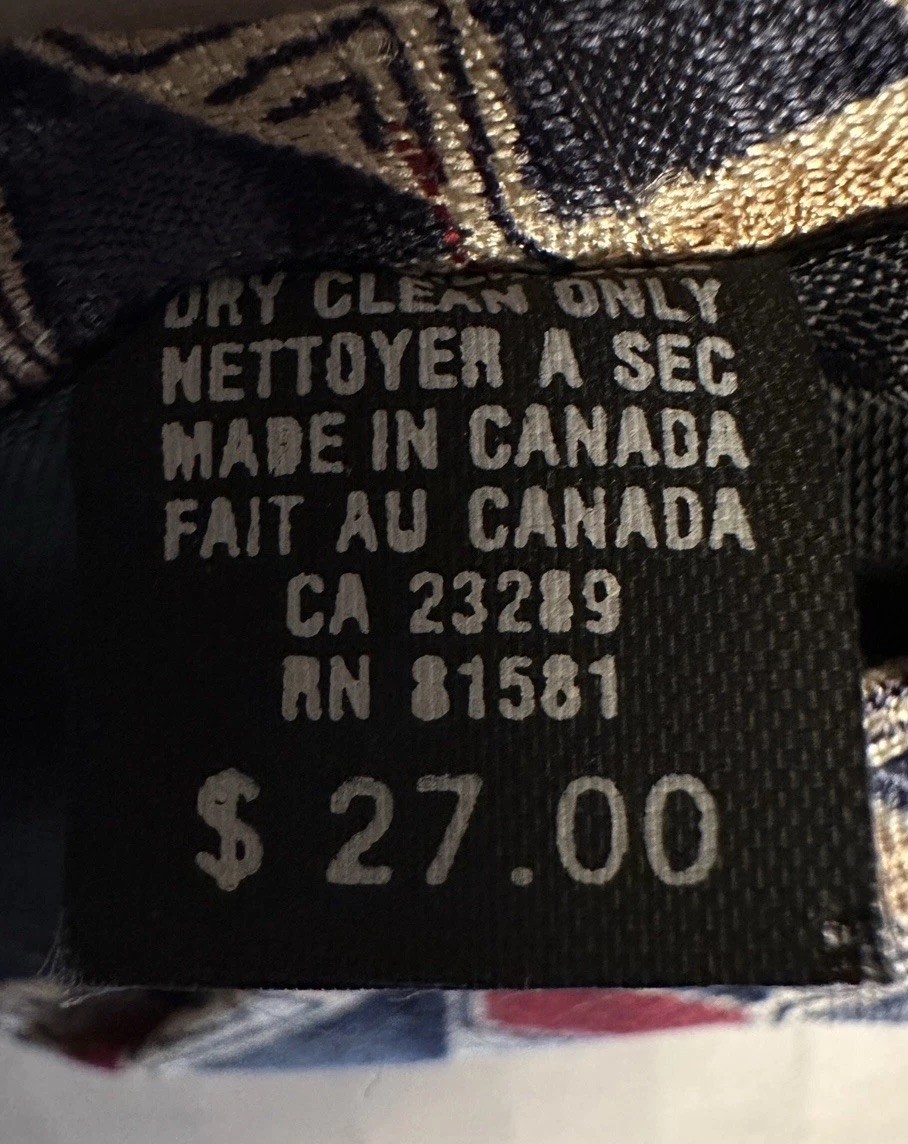 DRY CLEAN ONLY
NETTOYER A SEC
MADE IN CANADA
FAIT AU CANADA
CA 23289
RN 81581
$ 27.00